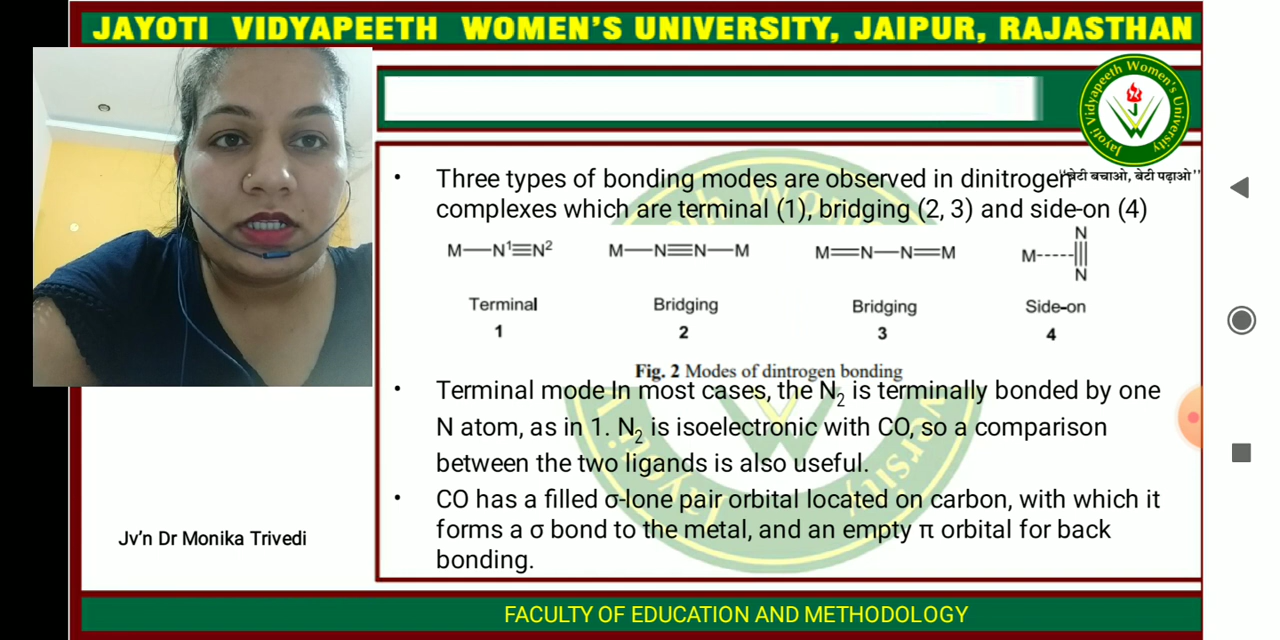 JAYOTI VIDYAPEETH WOMEN'S UNIVERSITY, JAIPUR, RAJASTHAN
Jayoti Vidyapeeth Women's University
"बेटी बचाओ, बेटी पढ़ाओ"
• Three types of bonding modes are observed in dinitrogen
complexes which are terminal (1), bridging (2, 3) and side-on (4)
M—N¹≡N² M—N≡N—M M=N—N=M M-----N≡N
Terminal Bridging Bridging Side-on
1 2 3 4
Fig. 2 Modes of dintrogen bonding
• Terminal mode In most cases, the N₂ is terminally bonded by one
N atom, as in 1. N₂ is isoelectronic with CO, so a comparison
between the two ligands is also useful.
• CO has a filled σ-lone pair orbital located on carbon, with which it
forms a σ bond to the metal, and an empty π orbital for back
bonding.
Jv'n Dr Monika Trivedi
FACULTY OF EDUCATION AND METHODOLOGY